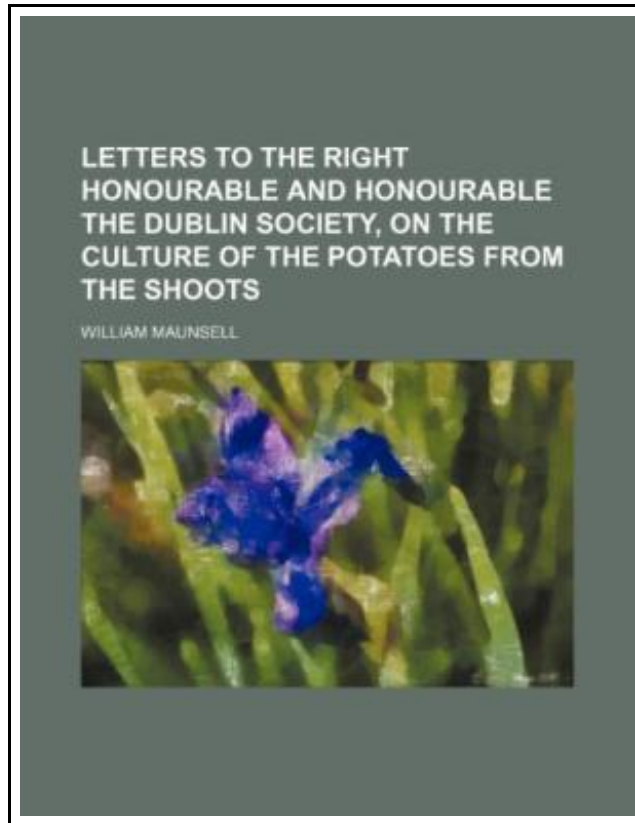 LETTERS TO THE RIGHT
HONOURABLE AND HONOURABLE
THE DUBLIN SOCIETY, ON THE
CULTURE OF THE POTATOES FROM
THE SHOOTS
WILLIAM MAUNSELL